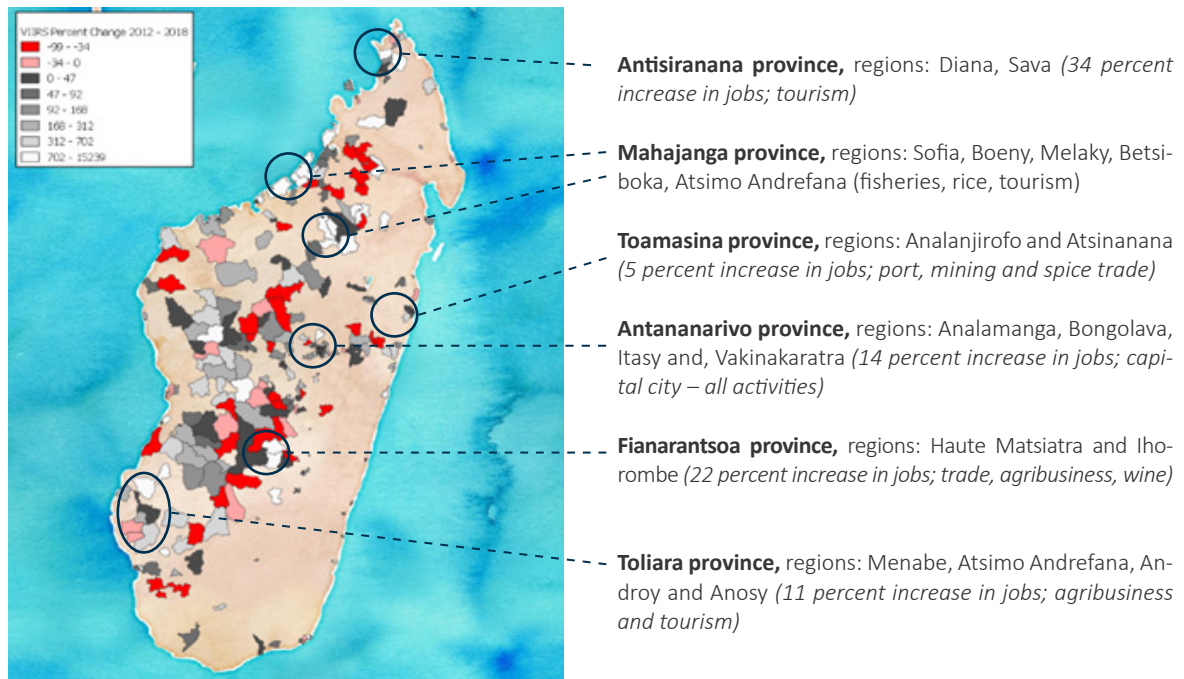 VIIRS Percent Change 2012 - 2018
-99 - -34
-34 - 0
0 - 47
47 - 92
92 - 168
168 - 312
312 - 702
702 - 15239
Antisiranana province, regions: Diana, Sava (34 percent
increase in jobs; tourism)
Mahajanga province, regions: Sofia, Boeny, Melaky, Betsi-
boka, Atsimo Andrefana (fisheries, rice, tourism)
Toamasina province, regions: Analanjirofo and Atsinanana
(5 percent increase in jobs; port, mining and spice trade)
Antananarivo province, regions: Analamanga, Bongolava,
Itasy and, Vakinakaratra (14 percent increase in jobs; capi-
tal city – all activities)
Fianarantsoa province, regions: Haute Matsiatra and Iho-
rombe (22 percent increase in jobs; trade, agribusiness, wine)
Toliara province, regions: Menabe, Atsimo Andrefana, An-
droy and Anosy (11 percent increase in jobs; agribusiness
and tourism)